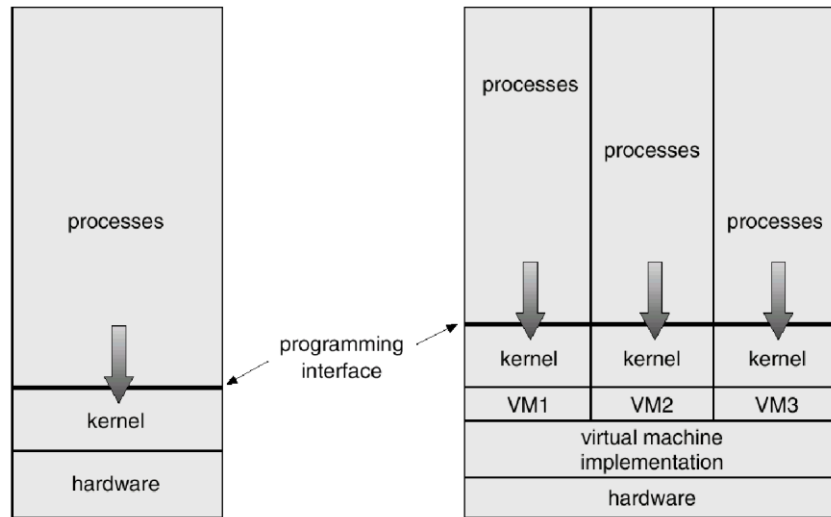 processes
kernel
hardware
programming
interface
processes
processes
processes
kernel
kernel
kernel
VM1
VM2
VM3
virtual machine
implementation
hardware